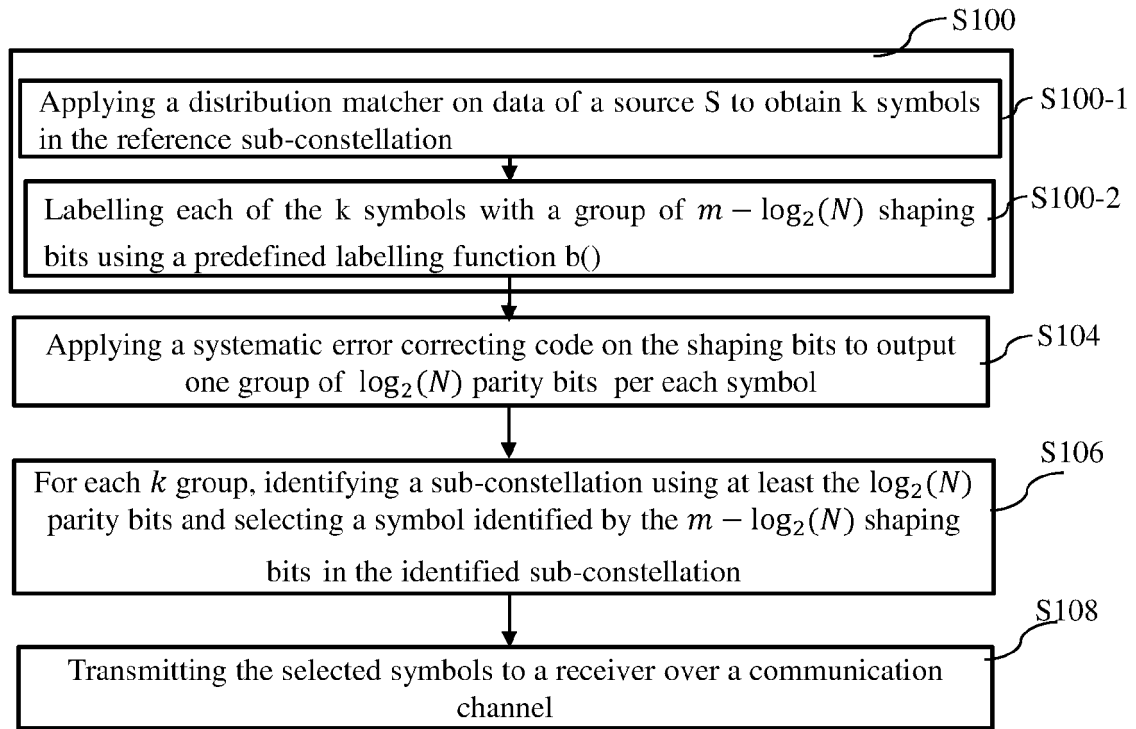 S100
Applying a distribution matcher on data of a source S to obtain k symbols
in the reference sub-constellation
S100-1
Labelling each of the k symbols with a group of m − log₂(N) shaping
bits using a predefined labelling function b()
S100-2
Applying a systematic error correcting code on the shaping bits to output
one group of log₂(N) parity bits per each symbol
S104
For each k group, identifying a sub-constellation using at least the log₂(N)
parity bits and selecting a symbol identified by the m − log₂(N) shaping
bits in the identified sub-constellation
S106
Transmitting the selected symbols to a receiver over a communication
channel
S108